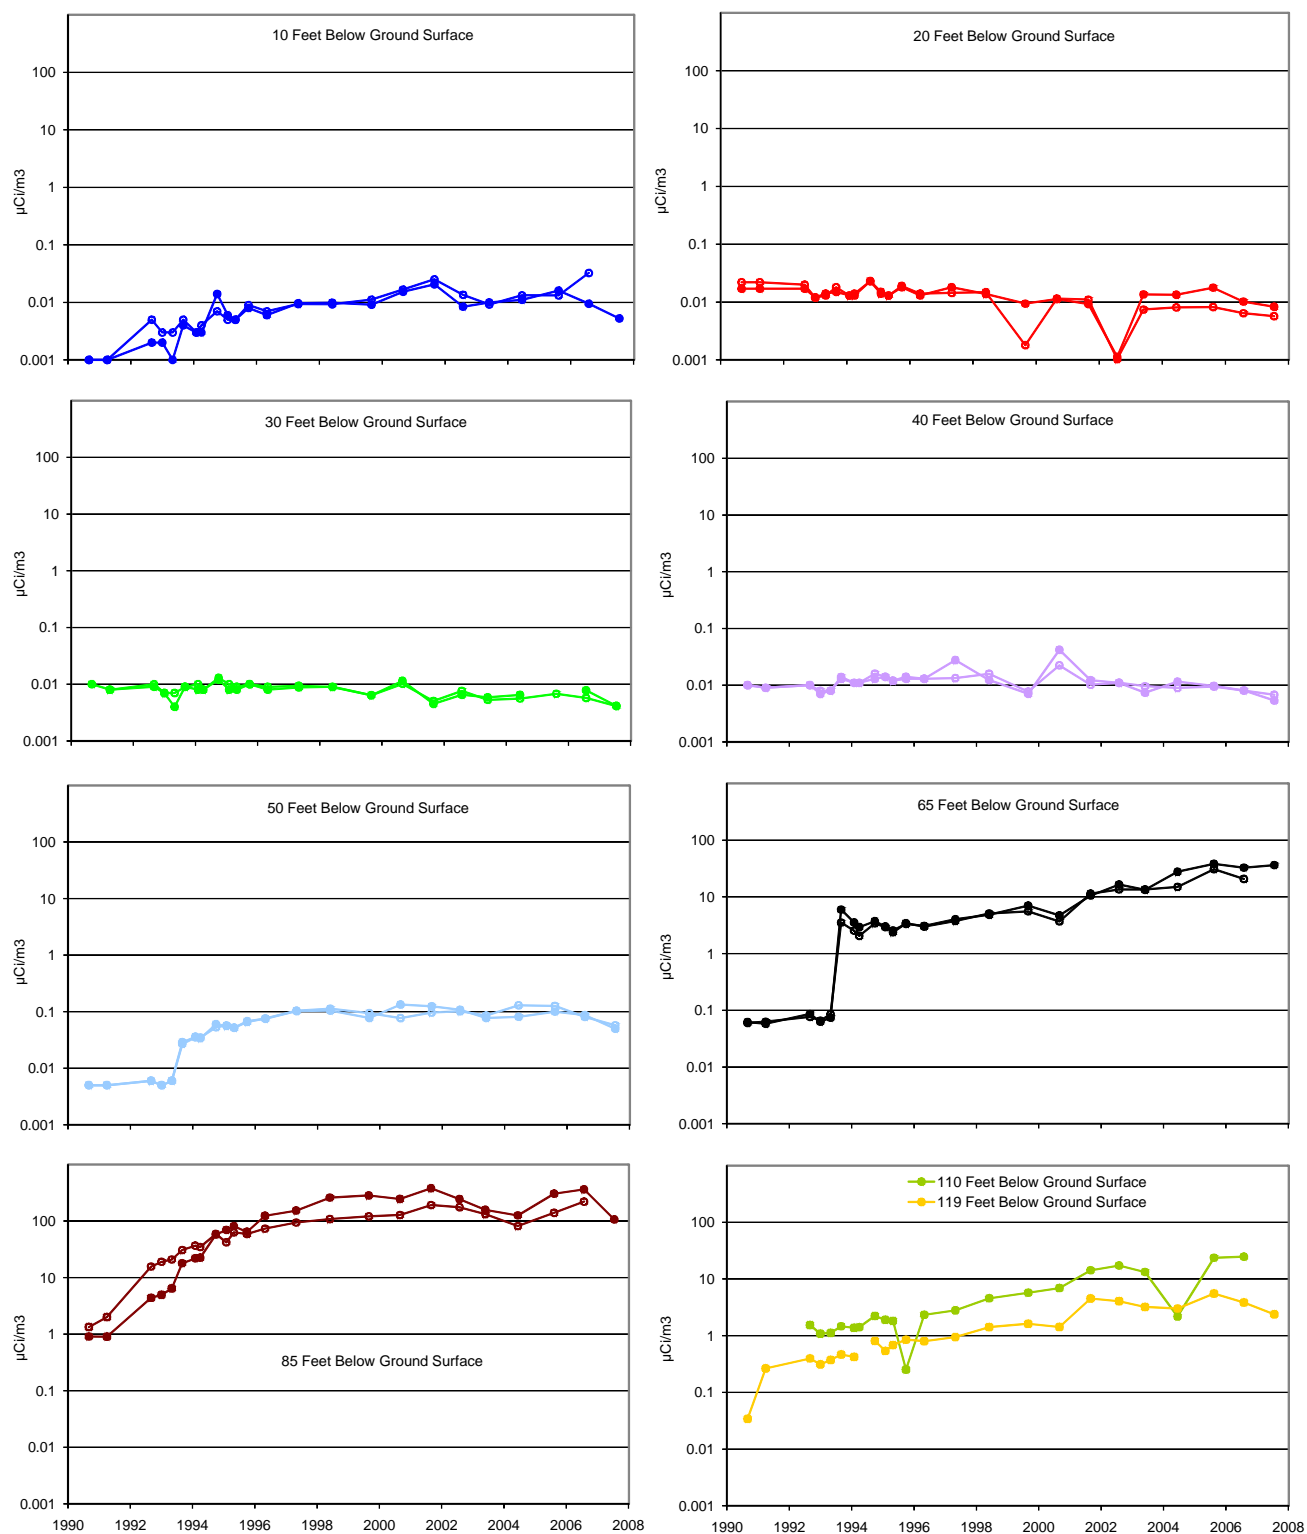 10 Feet Below Ground Surface
100
10
1
0.1
0.01
0.001
µCi/m3
20 Feet Below Ground Surface
100
10
1
0.1
0.01
0.001
µCi/m3
30 Feet Below Ground Surface
100
10
1
0.1
0.01
0.001
µCi/m3
40 Feet Below Ground Surface
100
10
1
0.1
0.01
0.001
µCi/m3
50 Feet Below Ground Surface
100
10
1
0.1
0.01
0.001
µCi/m3
65 Feet Below Ground Surface
100
10
1
0.1
0.01
0.001
µCi/m3
100
10
1
0.1
0.01
0.001
µCi/m3
85 Feet Below Ground Surface
1990 1992 1994 1996 1998 2000 2002 2004 2006 2008
110 Feet Below Ground Surface
119 Feet Below Ground Surface
100
10
1
0.1
0.01
0.001
µCi/m3
1990 1992 1994 1996 1998 2000 2002 2004 2006 2008